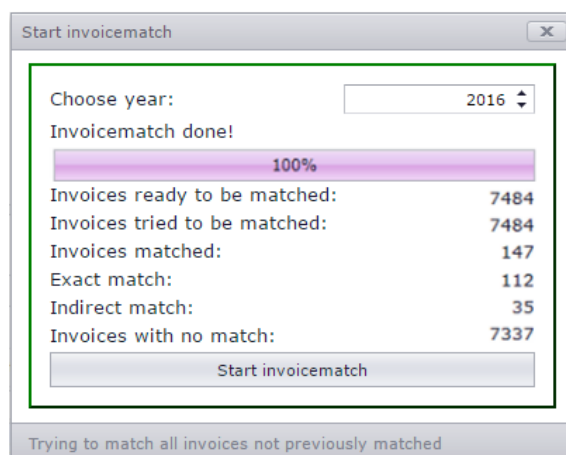 Start invoicematch
Choose year: 2016
Invoicematch done!
100%
Invoices ready to be matched: 7484
Invoices tried to be matched: 7484
Invoices matched: 147
Exact match: 112
Indirect match: 35
Invoices with no match: 7337
Start invoicematch
Trying to match all invoices not previously matched